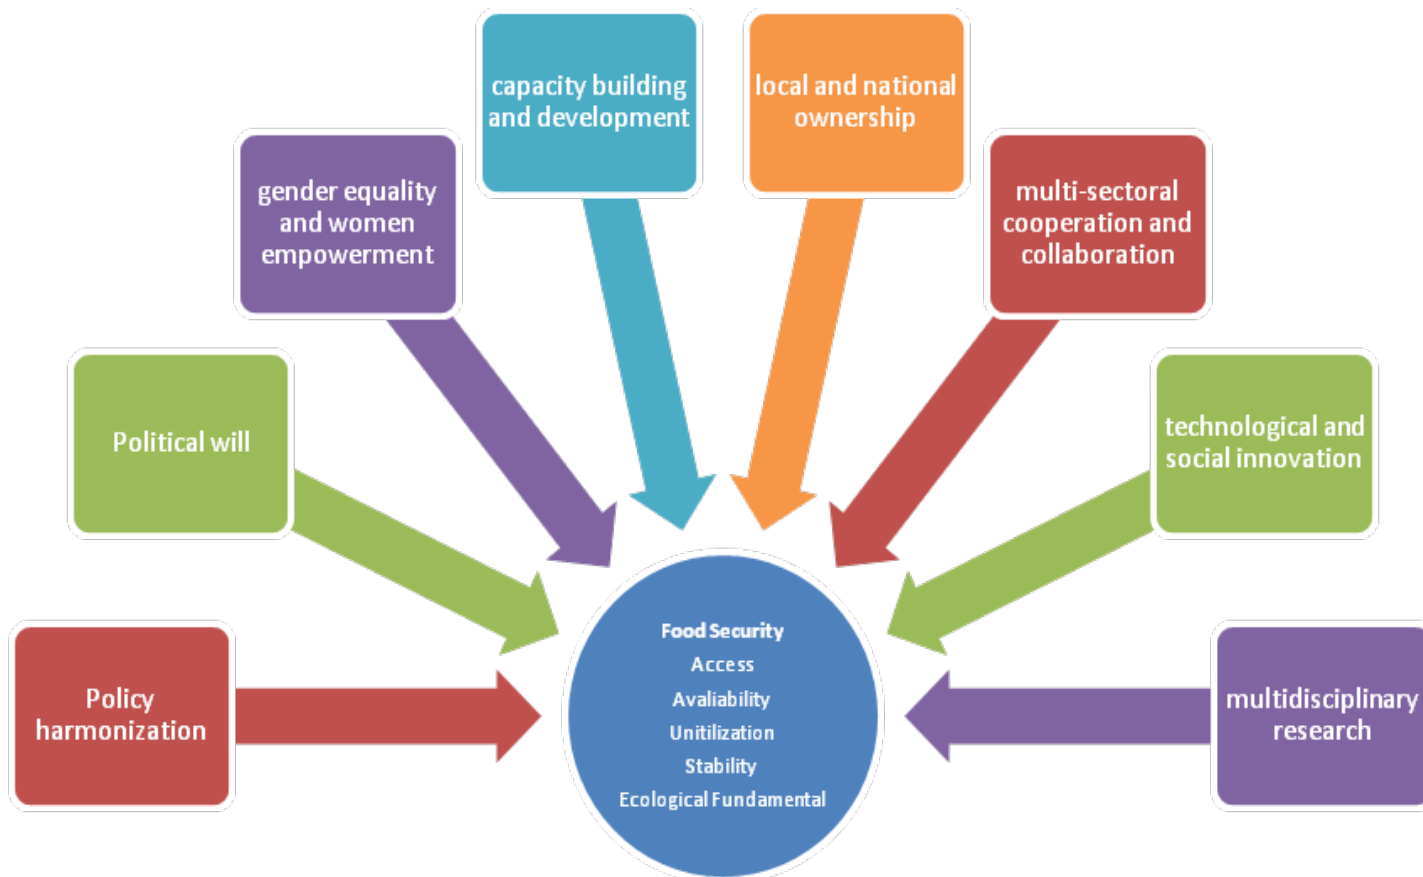 capacity building
and development
local and national
ownership
gender equality
and women
empowerment
multi-sectoral
cooperation and
collaboration
Political will
technological and
social innovation
Policy
harmonization
Food Security
Access
Avaliability
Unitilization
Stability
Ecological Fundamental
multidisciplinary
research